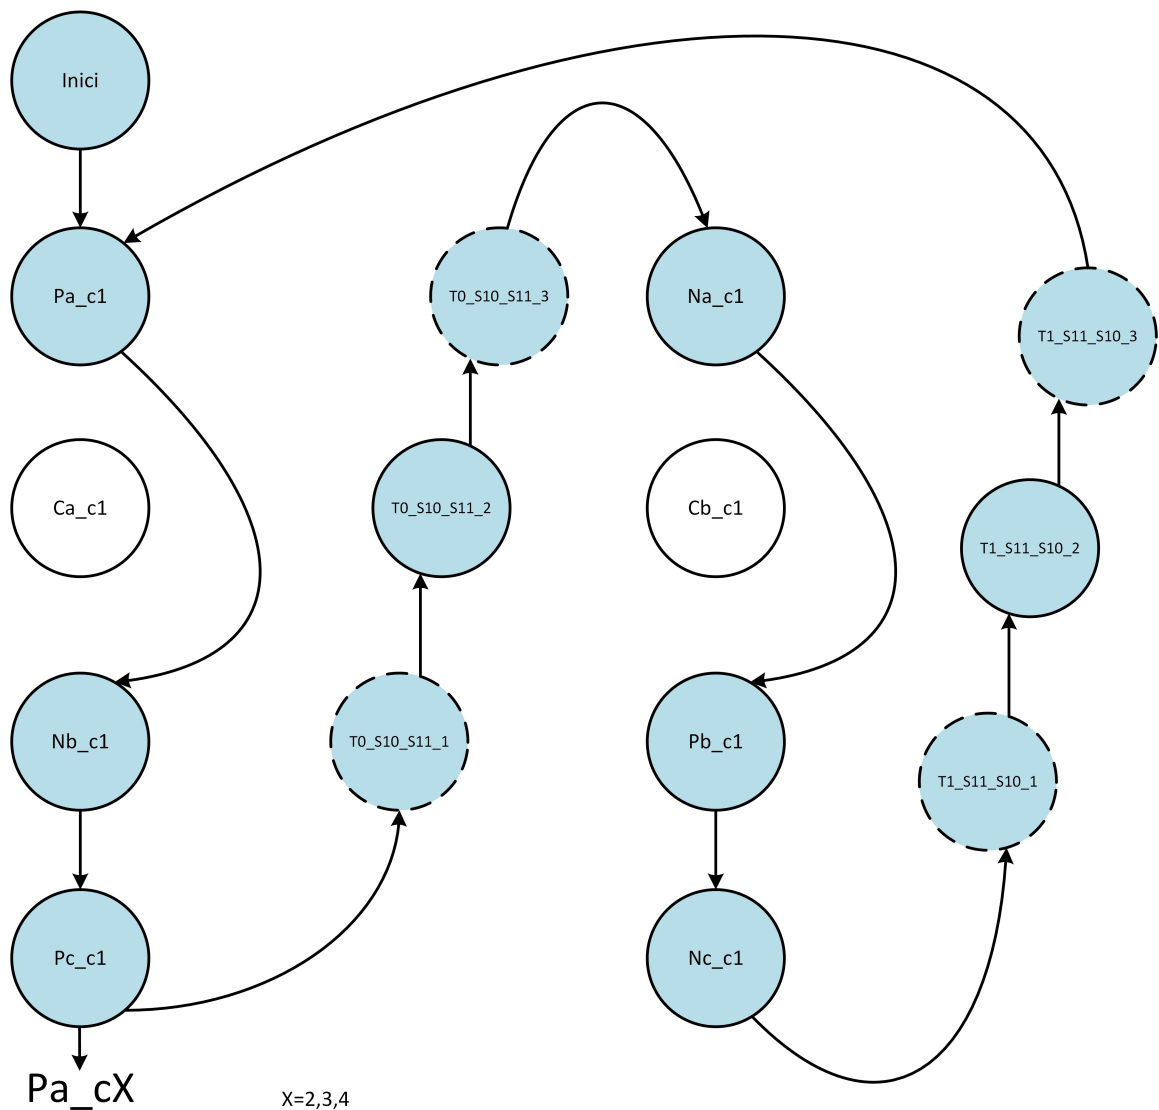 Inici
Pa_c1
T0_S10_S11_3
Na_c1
T1_S11_S10_3
Ca_c1
T0_S10_S11_2
Cb_c1
T1_S11_S10_2
Nb_c1
T0_S10_S11_1
Pb_c1
T1_S11_S10_1
Pc_c1
Nc_c1
Pa_cX
X=2,3,4